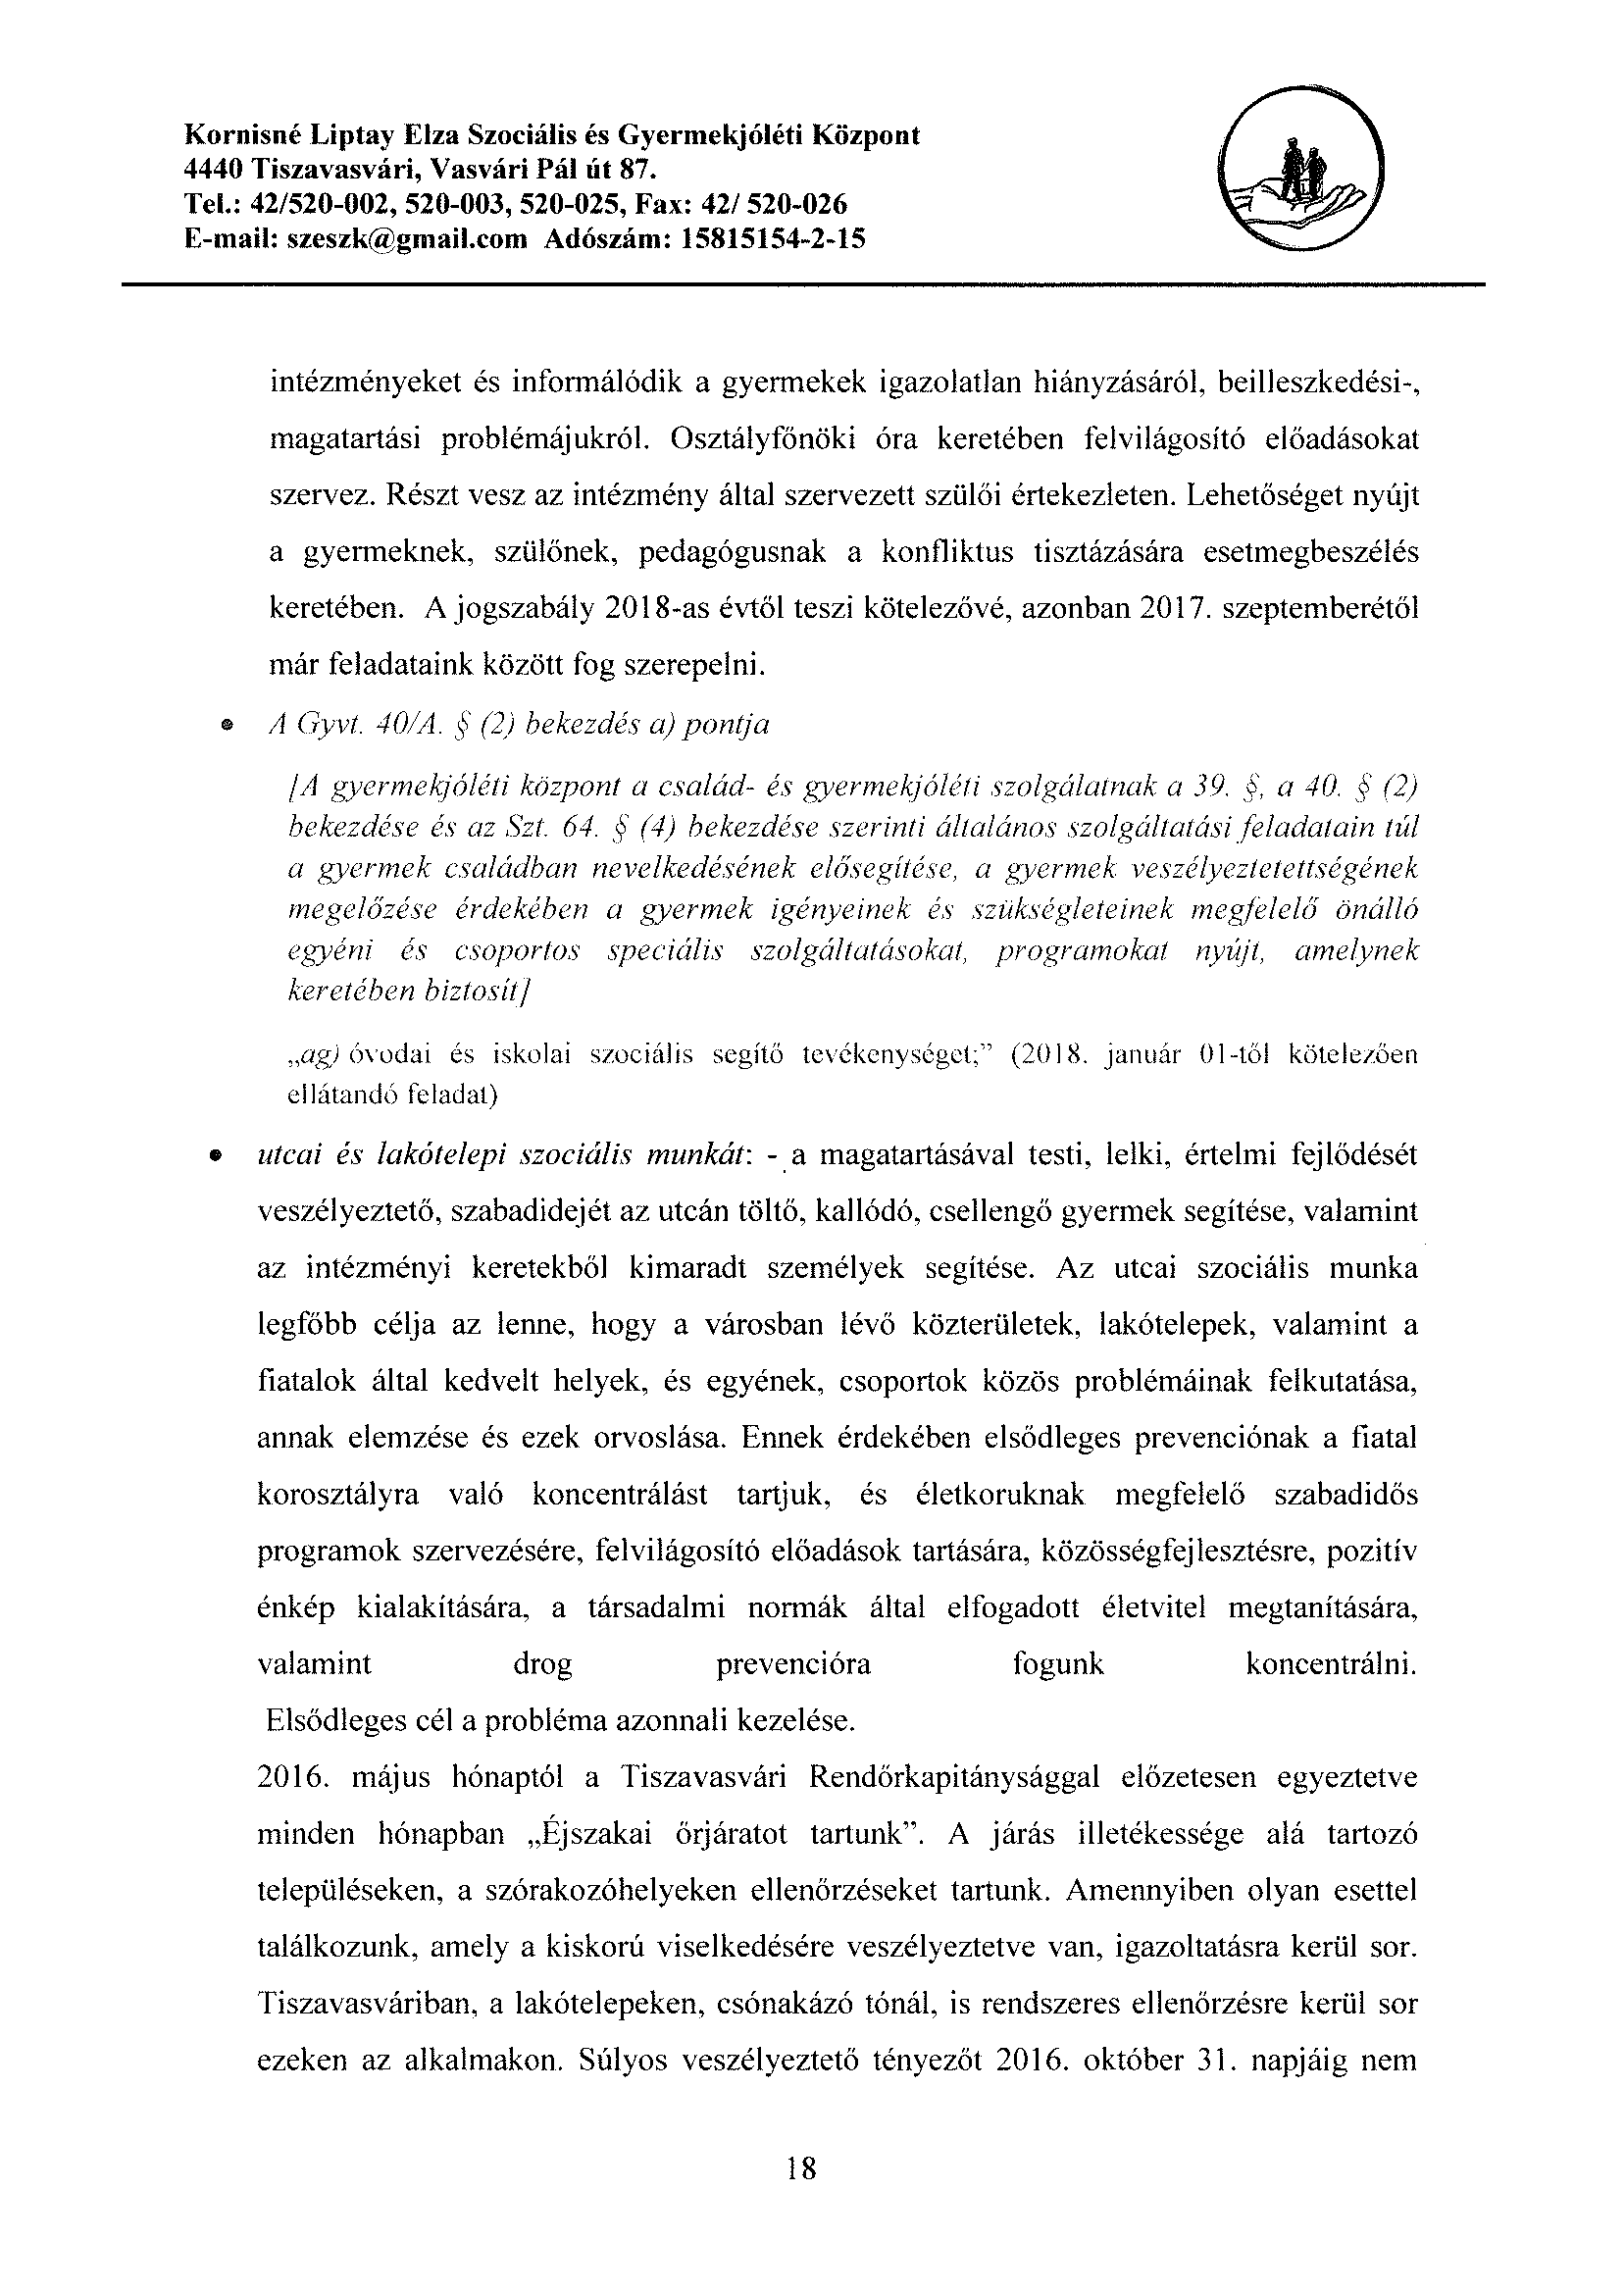 Kornisné Liptay Elza Szociális és Gyermekjóléti Központ
4440 Tiszavasvári, Vasvári Pál út 87.
Tel.: 42/520-002, 520-003, 520-025, Fax: 42/ 520-026
E-mail: szeszk@gmail.com Adószám: 15815154-2-15
intézményeket és informálódik a gyermekek igazolatlan hiányzásáról, beilleszkedési-,
magatartási problémájukról. Osztályfőnöki óra keretében felvilágosító előadásokat
szervez. Részt vesz az intézmény által szervezett szülői értekezleten. Lehetőséget nyújt
a gyermeknek, szülőnek, pedagógusnak a konfliktus tisztázására esetmegbeszélés
keretében. A jogszabály 2018-as évtől teszi kötelezővé, azonban 2017. szeptemberétől
már feladataink között fog szerepelni.
• A Gyvt. 40/A. § (2) bekezdés a) pontja
[A gyermekjóléti központ a család- és gyermekjóléti szolgálatnak a 39. §, a 40. § (2)
bekezdése és az Szt. 64. § (4) bekezdése szerinti általános szolgáltatási feladatain túl
a gyermek családban nevelkedésének elősegítése, a gyermek veszélyeztetettségének
megelőzése érdekében a gyermek igényeinek és szükségleteinek megfelelő önálló
egyéni és csoportos speciális szolgáltatásokat, programokat nyújt, amelynek
keretében biztosít]
„ag) óvodai és iskolai szociális segítő tevékenységet;” (2018. január 01-től kötelezően
ellátandó feladat)
• utcai és lakótelepi szociális munkát: - a magatartásával testi, lelki, értelmi fejlődését
veszélyeztető, szabadidejét az utcán töltő, kallódó, csellengő gyermek segítése, valamint
az intézményi keretekből kimaradt személyek segítése. Az utcai szociális munka
legfőbb célja az lenne, hogy a városban lévő közterületek, lakótelepek, valamint a
fiatalok által kedvelt helyek, és egyének, csoportok közös problémáinak felkutatása,
annak elemzése és ezek orvoslása. Ennek érdekében elsődleges prevenciónak a fiatal
korosztályra való koncentrálást tartjuk, és életkoruknak megfelelő szabadidős
programok szervezésére, felvilágosító előadások tartására, közösségfejlesztésre, pozitív
énkép kialakítására, a társadalmi normák által elfogadott életvitel megtanítására,
valamint drog prevencióra fogunk koncentrálni.
Elsődleges cél a probléma azonnali kezelése.
2016. május hónaptól a Tiszavasvári Rendőrkapitánysággal előzetesen egyeztetve
minden hónapban „Éjszakai őrjáratot tartunk”. A járás illetékessége alá tartozó
településeken, a szórakozóhelyeken ellenőrzéseket tartunk. Amennyiben olyan esettel
találkozunk, amely a kiskorú viselkedésére veszélyeztetve van, igazoltatásra kerül sor.
Tiszavasváriban, a lakótelepeken, csónakázó tónál, is rendszeres ellenőrzésre kerül sor
ezeken az alkalmakon. Súlyos veszélyeztető tényezőt 2016. október 31. napjáig nem
18